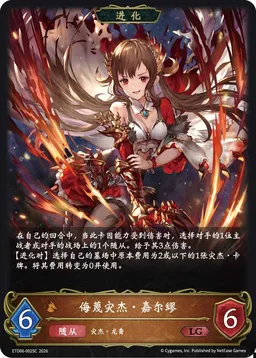 进化
在自己的回合中,当此卡因能力受到伤害时,选择对手的1位主
战者或对手的战场上的1个随从。给予其3点伤害。
【进化时】选择自己的墓场中原本费用为2或以下的1张灾杰·卡
牌。将其费用转变为0并使用。
侮蔑灾杰·嘉尔缪
6
随从
灾杰·龙裔
LG
6
ETD06-002SC 2026
© Cygames, Inc. Published by NetEase Games